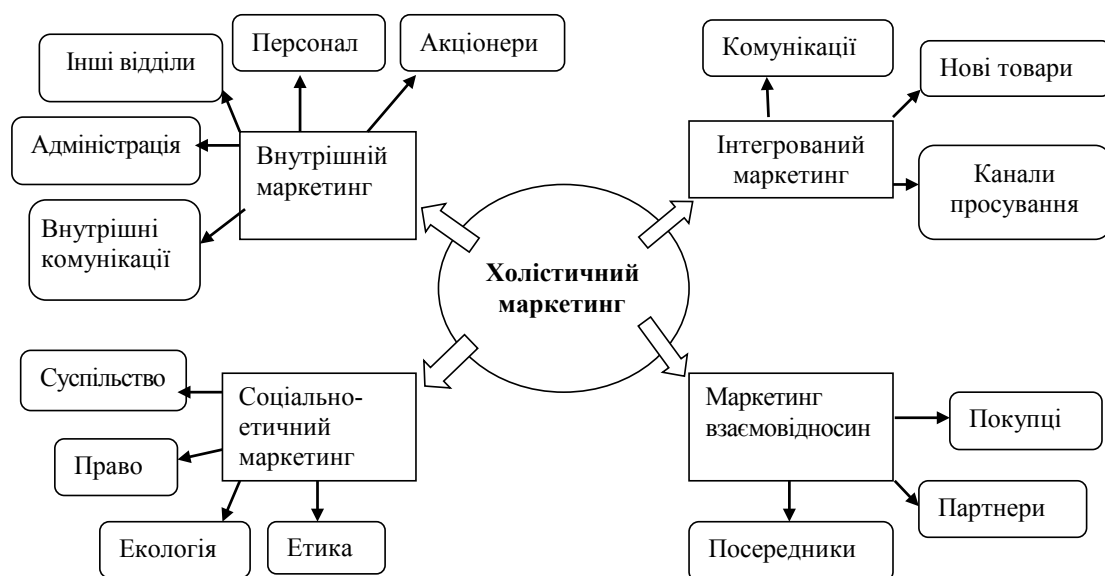 Інші відділи
Персонал
Акціонери
Адміністрація
Внутрішні
комунікації
Внутрішній
маркетинг
Комунікації
Нові товари
Інтегрований
маркетинг
Канали
просування
Холістичний
маркетинг
Суспільство
Право
Екологія
Етика
Соціально-
етичний
маркетинг
Маркетинг
взаємовідносин
Покупці
Партнери
Посередники